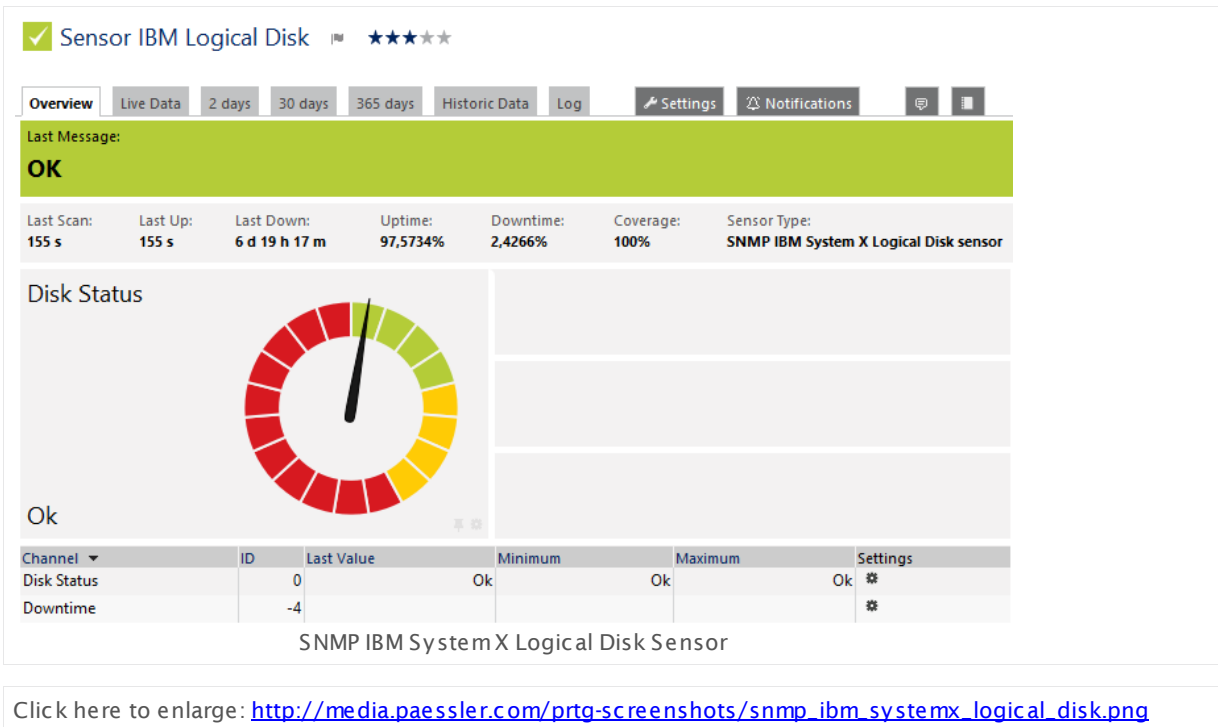 Sensor IBM Logical Disk
Overview Live Data 2 days 30 days 365 days Historic Data Log Settings Notifications
Last Message:
OK
Last Scan: Last Up: Last Down: Uptime: Downtime: Coverage: Sensor Type:
155 s 155 s 6 d 19 h 17 m 97,5734% 2,4266% 100% SNMP IBM System X Logical Disk sensor
Disk Status
Ok
Channel ID Last Value Minimum Maximum Settings
Disk Status 0 Ok Ok Ok
Downtime -4
SNMP IBM System X Logical Disk Sensor
Click here to enlarge: http://media.paessler.com/prtg-screenshots/snmp_ibm_systemx_logical_disk.png